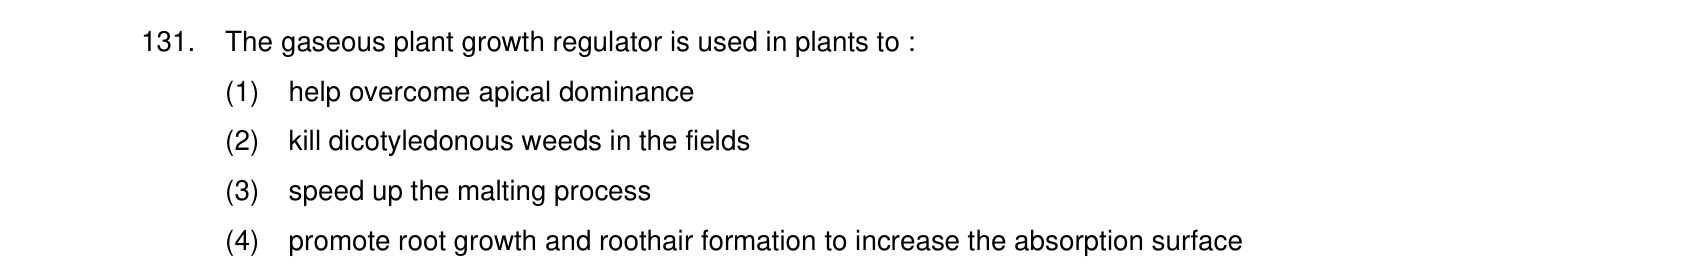 131. The gaseous plant growth regulator is used in plants to :
(1) help overcome apical dominance
(2) kill dicotyledonous weeds in the fields
(3) speed up the malting process
(4) promote root growth and roothair formation to increase the absorption surface